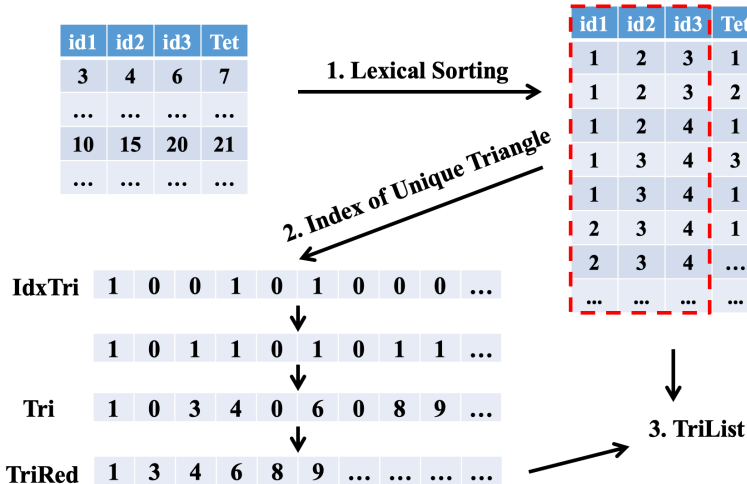 id1 id2 id3 Tet
3 4 6 7
... ... ... ...
10 15 20 21
... ... ... ...
1. Lexical Sorting
id1 id2 id3 Tet
1 2 3 1
1 2 3 2
1 2 4 1
1 3 4 3
1 3 4 1
2 3 4 1
2 3 4 ...
... ... ... ...
2. Index of Unique Triangle
IdxTri 1 0 0 1 0 1 0 0 0 ...
1 0 1 1 0 1 0 1 1 ...
Tri 1 0 3 4 0 6 0 8 9 ...
3. TriList
TriRed 1 3 4 6 8 9 ... ... ... ...